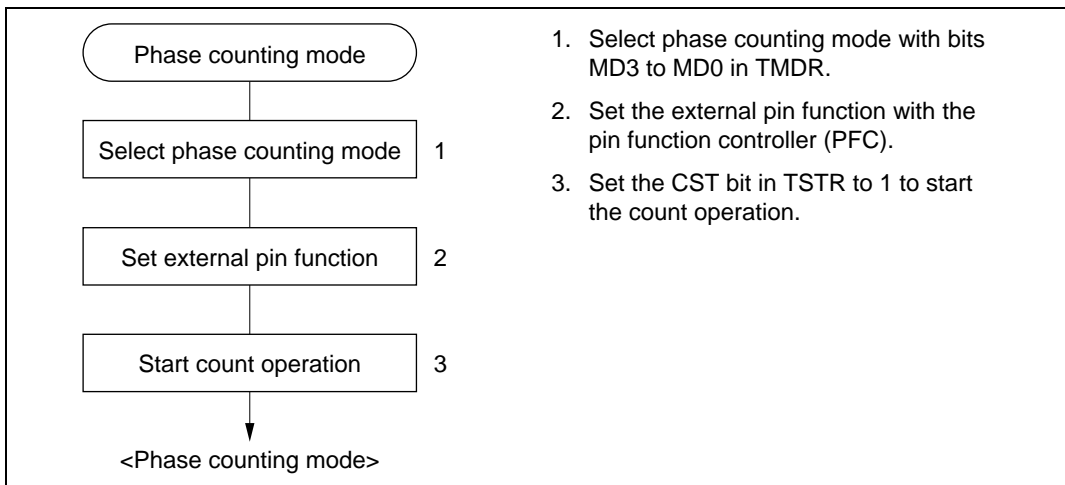 Phase counting mode
Select phase counting mode 1
Set external pin function 2
Start count operation 3
<Phase counting mode>
1. Select phase counting mode with bits
MD3 to MD0 in TMDR.
2. Set the external pin function with the
pin function controller (PFC).
3. Set the CST bit in TSTR to 1 to start
the count operation.